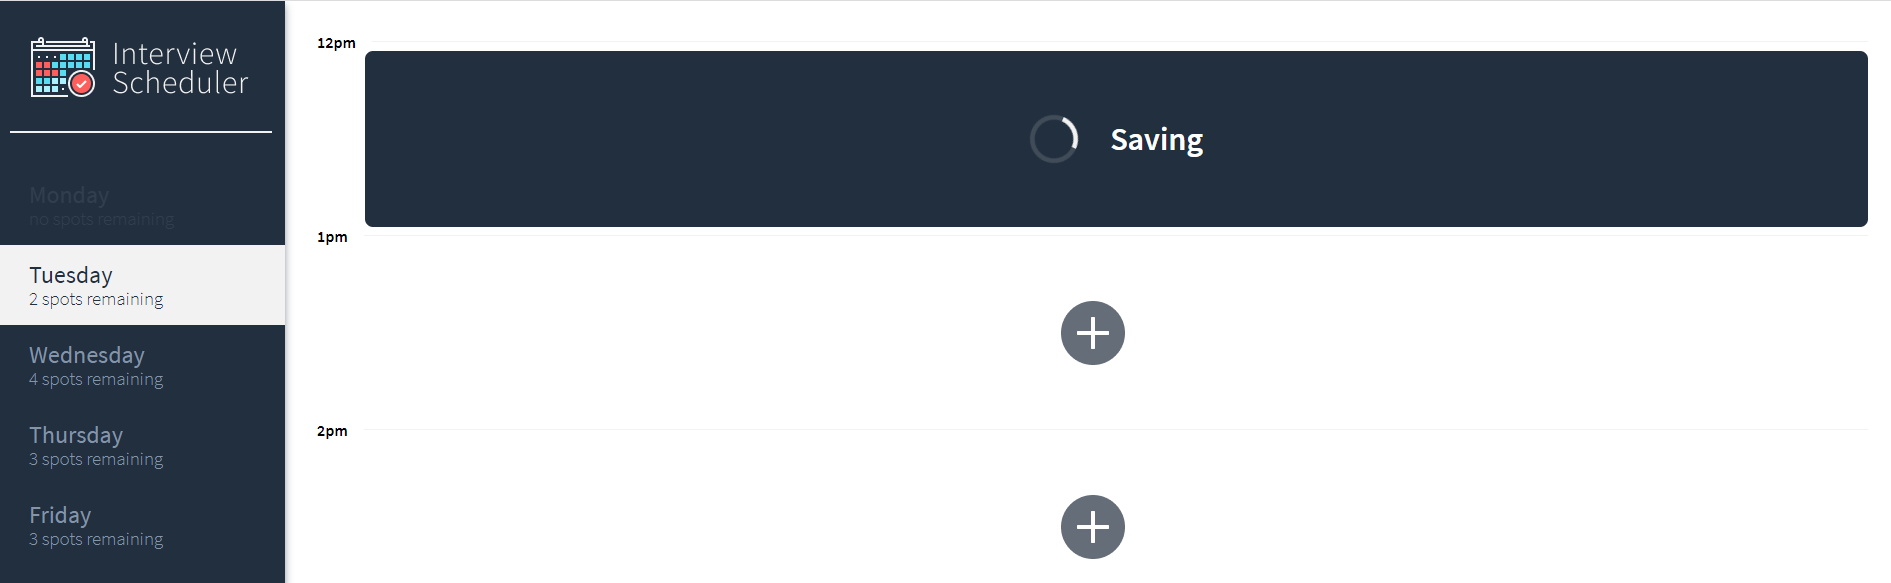 Interview
Scheduler
Monday
no spots remaining
Tuesday
2 spots remaining
Wednesday
4 spots remaining
Thursday
3 spots remaining
Friday
3 spots remaining
12pm
Saving
1pm
2pm